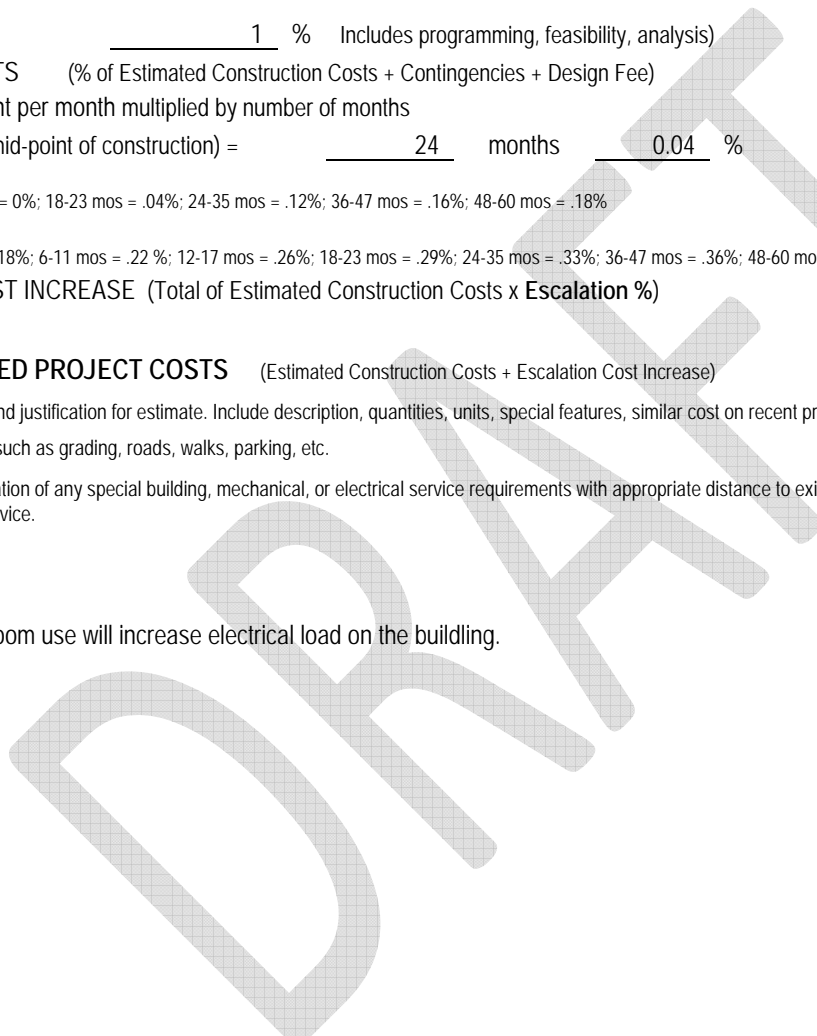 1 % Includes programming, feasibility, analysis)
TS (% of Estimated Construction Costs + Contingencies + Design Fee)
nt per month multiplied by number of months
mid-point of construction) = 24 months 0.04 %
= 0%; 18-23 mos = .04%; 24-35 mos = .12%; 36-47 mos = .16%; 48-60 mos = .18%
18%; 6-11 mos = .22 %; 12-17 mos = .26%; 18-23 mos = .29%; 24-35 mos = .33%; 36-47 mos = .36%; 48-60 mo
ST INCREASE (Total of Estimated Construction Costs x Escalation %)
ED PROJECT COSTS (Estimated Construction Costs + Escalation Cost Increase)
nd justification for estimate. Include description, quantities, units, special features, similar cost on recent pr
such as grading, roads, walks, parking, etc.
ation of any special building, mechanical, or electrical service requirements with appropriate distance to exi
vice.
oom use will increase electrical load on the buildling.
DRAFT